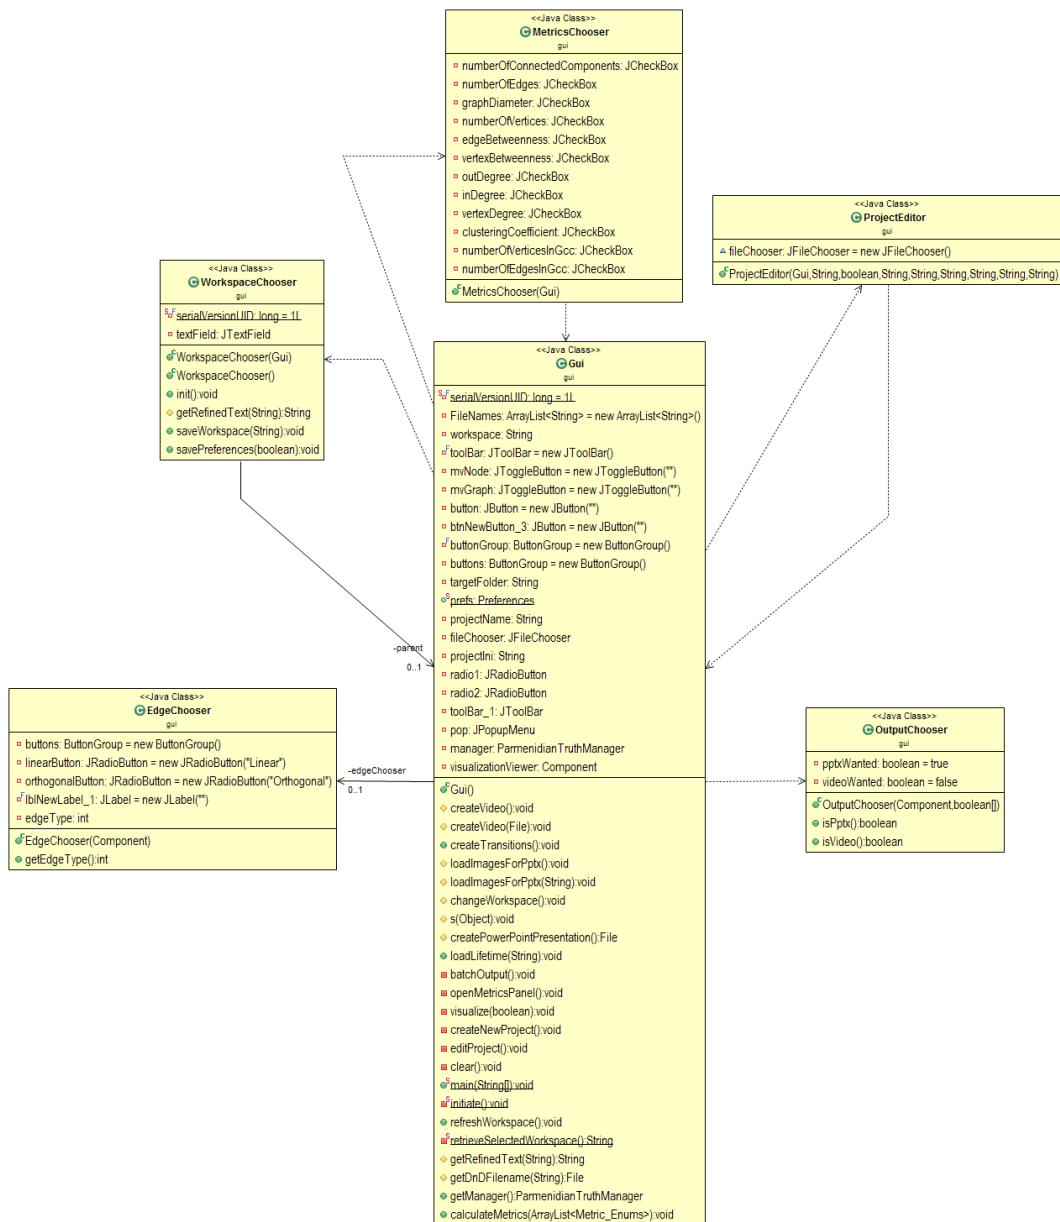 <<Java Class>>
MetricsChooser
gui
numberOfConnectedComponents: JCheckBox
numberOfEdges: JCheckBox
graphDiameter: JCheckBox
numberOfVertices: JCheckBox
edgeBetweenness: JCheckBox
vertexBetweenness: JCheckBox
outDegree: JCheckBox
inDegree: JCheckBox
vertexDegree: JCheckBox
clusteringCoefficient: JCheckBox
numberOfVerticesInGcc: JCheckBox
numberOfEdgesInGcc: JCheckBox
MetricsChooser(Gui)
<<Java Class>>
ProjectEditor
gui
fileChooser: JFileChooser = new JFileChooser()
ProjectEditor(Gui,String,boolean,String,String,String,String,String,String)
<<Java Class>>
WorkspaceChooser
gui
serialVersionUID: long = 1L
textField: JTextField
WorkspaceChooser(Gui)
WorkspaceChooser()
init():void
getRefinedText(String):String
saveWorkspace(String):void
savePreferences(boolean):void
<<Java Class>>
Gui
gui
serialVersionUID: long = 1L
FileNames: ArrayList<String> = new ArrayList<String>()
workspace: String
toolBar: JToolBar = new JToolBar()
mvNode: JToggleButton = new JToggleButton("")
mvGraph: JToggleButton = new JToggleButton("")
button: JButton = new JButton("")
btnNewButton_3: JButton = new JButton("")
buttonGroup: ButtonGroup = new ButtonGroup()
buttons: ButtonGroup = new ButtonGroup()
targetFolder: String
prefs: Preferences
projectName: String
fileChooser: JFileChooser
projectIni: String
radio1: JRadioButton
radio2: JRadioButton
toolBar_1: JToolBar
pop: JPopupMenu
manager: ParmenidianTruthManager
visualizationViewer: Component
Gui()
createVideo():void
createVideo(File):void
createTransitions():void
loadImagesForPptx():void
loadImagesForPptx(String):void
changeWorkspace():void
s(Object):void
createPowerPointPresentation():File
loadLifetime(String):void
batchOutput():void
openMetricsPanel():void
visualize(boolean):void
createNewProject():void
editProject():void
clear():void
main(String[]):void
initiate():void
refreshWorkspace():void
retrieveSelectedWorkspace():String
getRefinedText(String):String
getDnDFilename(String):File
getManager():ParmenidianTruthManager
calculateMetrics(ArrayList<Metric_Enums>):void
-parent
0..1
<<Java Class>>
EdgeChooser
gui
buttons: ButtonGroup = new ButtonGroup()
linearButton: JRadioButton = new JRadioButton("Linear")
orthogonalButton: JRadioButton = new JRadioButton("Orthogonal")
lblNewLabel_1: JLabel = new JLabel("")
edgeType: int
EdgeChooser(Component)
getEdgeType():int
-edgeChooser
0..1
<<Java Class>>
OutputChooser
gui
pptxWanted: boolean = true
videoWanted: boolean = false
OutputChooser(Component,boolean[])
isPptx():boolean
isVideo():boolean